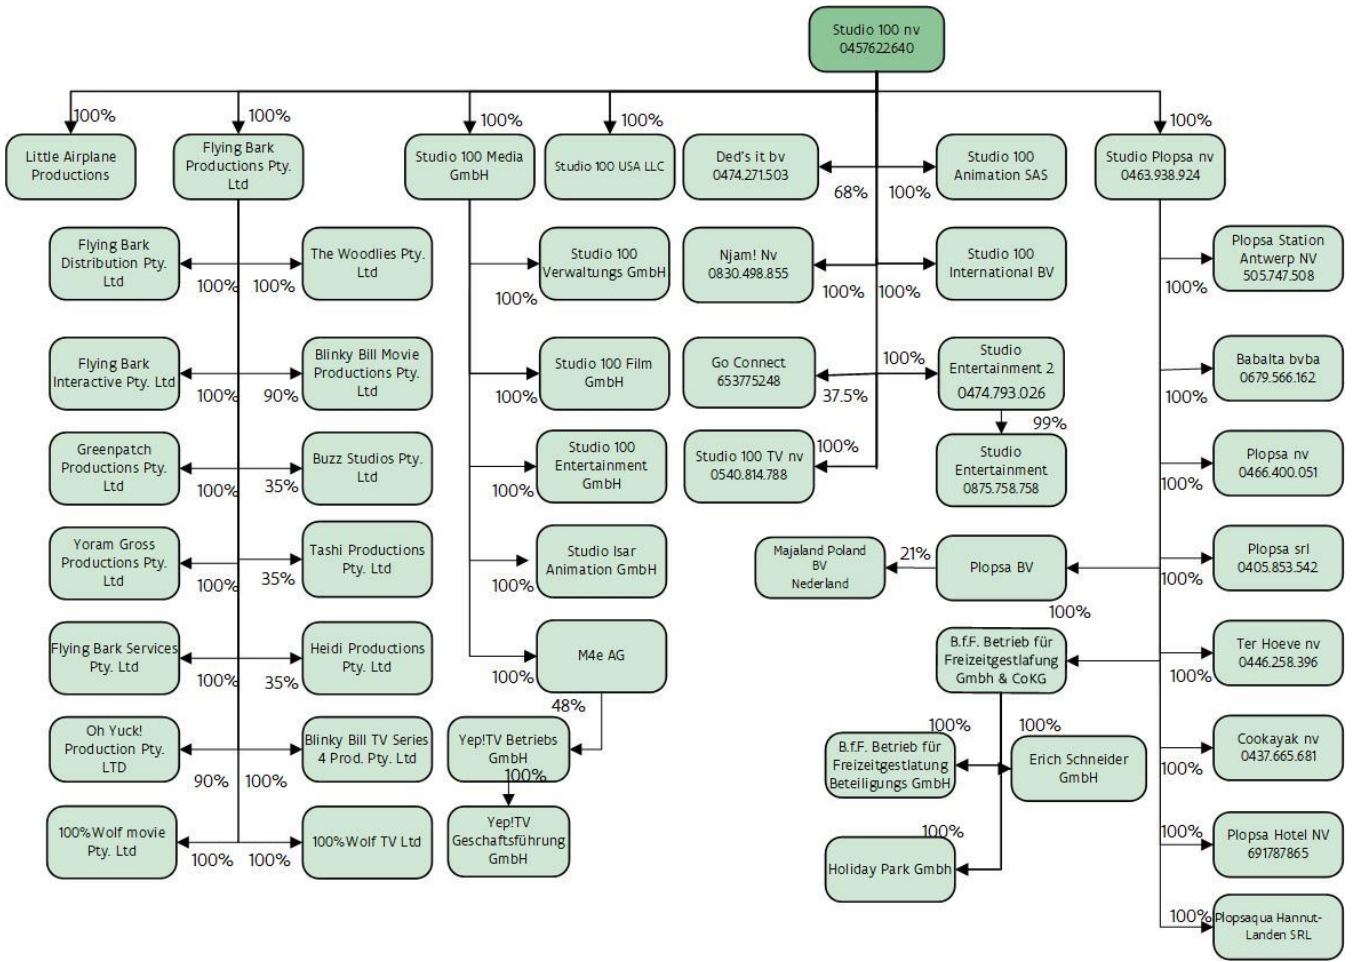 Studio 100 nv
0457622640
100%
100%
100%
100%
100%
Little Airplane
Productions
Flying Bark
Productions Pty.
Ltd
Studio 100 Media
GmbH
Studio 100 USA LLC
Ded's it bv
0474.271.503
68%
100%
Studio 100
Animation SAS
Studio Plopsa nv
0463.938.924
Flying Bark
Distribution Pty.
Ltd
100%
100%
The Woodlies Pty.
Ltd
Flying Bark
Interactive Pty. Ltd
100%
90%
Blinky Bill Movie
Productions Pty.
Ltd
Greenpatch
Productions Pty.
Ltd
100%
35%
Buzz Studios Pty.
Ltd
Yoram Gross
Productions Pty.
Ltd
100%
35%
Tashi Productions
Pty. Ltd
Flying Bark Services
Pty. Ltd
100%
35%
Heidi Productions
Pty. Ltd
Oh Yuck!
Production Pty.
LTD
90%
100%
Blinky Bill TV Series
4 Prod. Pty. Ltd
100%Wolf movie
Pty. Ltd
100%
100%
100%Wolf TV Ltd
Studio 100
Verwaltungs GmbH
100%
Studio 100 Film
GmbH
100%
Studio 100
Entertainment
GmbH
100%
Studio Isar
Animation GmbH
100%
M4e AG
100%
48%
Yep!TV Betriebs
GmbH
100%
Yep!TV
Geschaftsführung
GmbH
Njam! Nv
0830.498.855
100%
100%
Studio 100
International BV
Go Connect
653775248
37.5%
100%
Studio
Entertainment 2
0474.793.026
99%
Studio 100 TV nv
0540.814.788
100%
Studio
Entertainment
0875.758.758
Majaland Poland
BV
Nederland
21%
Plopsa BV
100%
B.f.F. Betrieb für
Freizeitgestlafung
Gmbh & CoKG
100%
100%
B.f.F. Betrieb für
Freizeitgestlatung
Beteiligungs GmbH
Erich Schneider
GmbH
100%
Holiday Park Gmbh
Plopsa Station
Antwerp NV
505.747.508
100%
Babalta bvba
0679.566.162
100%
Plopsa nv
0466.400.051
100%
Plopsa srl
0405.853.542
100%
Ter Hoeve nv
0446.258.396
100%
Cookayak nv
0437.665.681
100%
Plopsa Hotel NV
691787865
100%
Plopsaqua Hannut-
Landen SRL
100%